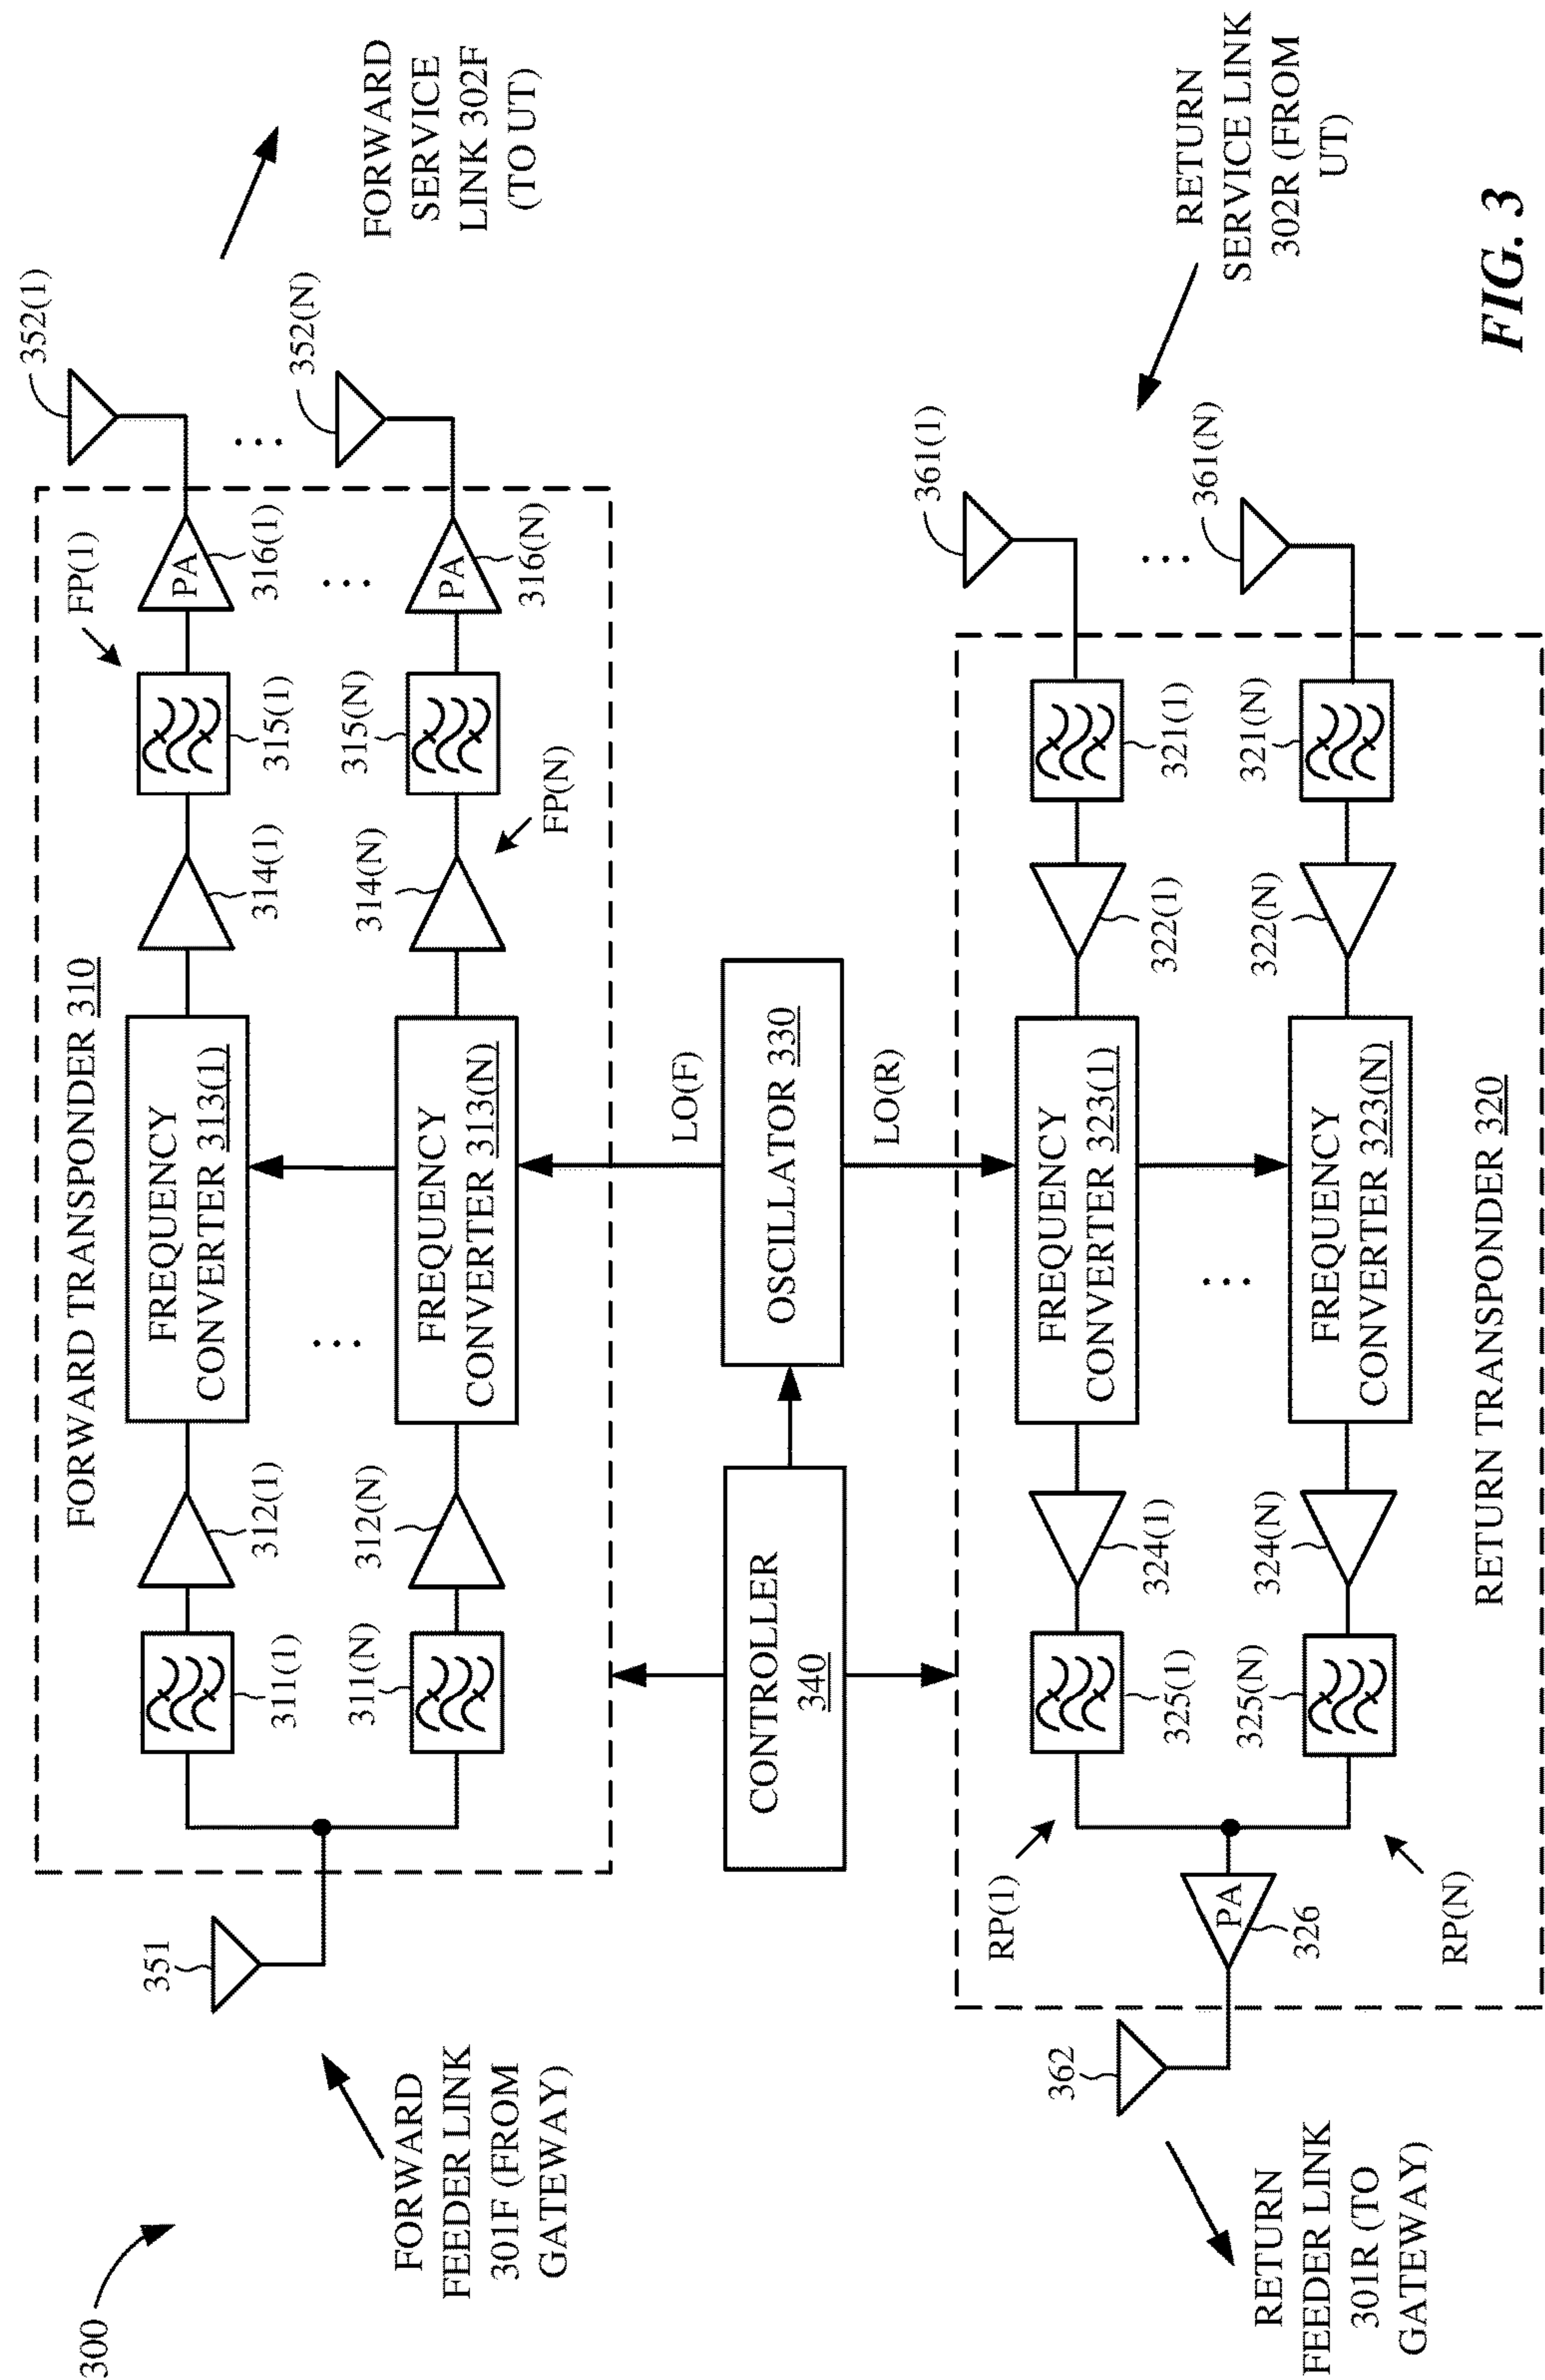 300
FORWARD
FEEDER LINK
301F (FROM
GATEWAY)
351
FORWARD TRANSPONDER 310
311(1)
312(1)
FREQUENCY
CONVERTER 313(1)
314(1)
315(1)
FP(1)
PA
316(1)
352(1)
311(N)
312(N)
FREQUENCY
CONVERTER 313(N)
314(N)
315(N)
FP(N)
PA
316(N)
352(N)
...
...
...
FORWARD
SERVICE
LINK 302F
(TO UT)
CONTROLLER
340
OSCILLATOR 330
LO(F)
LO(R)
RETURN
SERVICE LINK
302R (FROM
UT)
361(1)
321(1)
322(1)
FREQUENCY
CONVERTER 323(1)
324(1)
325(1)
RP(1)
...
...
361(N)
321(N)
322(N)
FREQUENCY
CONVERTER 323(N)
324(N)
325(N)
RP(N)
PA
326
362
RETURN TRANSPONDER 320
RETURN
FEEDER LINK
301R (TO
GATEWAY)
FIG. 3